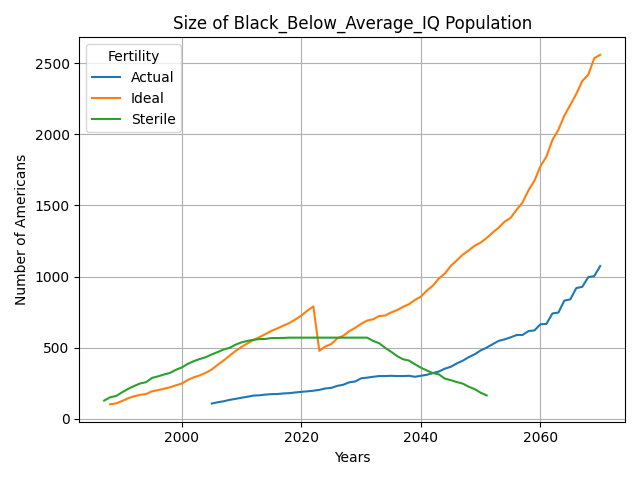 Size of Black_Below_Average_IQ Population
Fertility
Actual
Ideal
Sterile
Number of Americans
2500
2000
1500
1000
500
0
2000
2020
2040
2060
Years